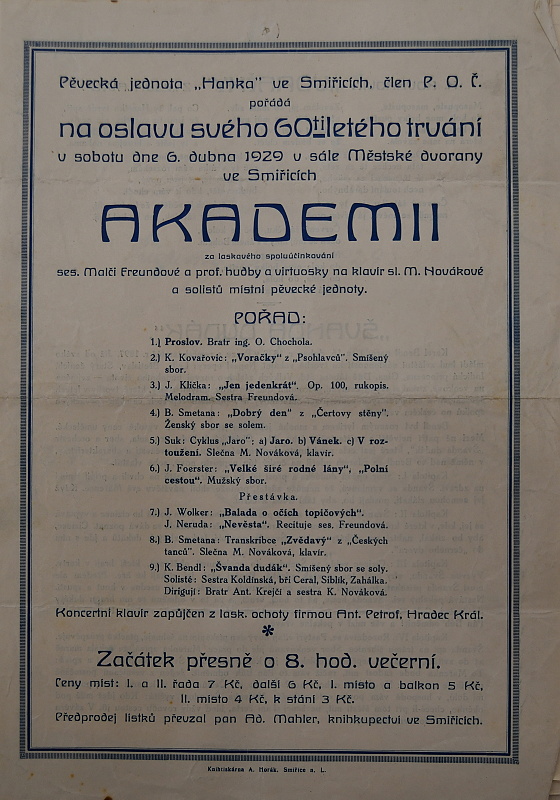 Pěvecká jednota „Hanka" ve Smiřicích, člen P. O. Č.
pořádá
na oslavu svého 60tiletého trvání
v sobotu dne 6. dubna 1929 v sále Městské dvorany
ve Smiřicích
AKADEMII
za laskavého spoluúčinkování
ses. Malči Freundové a prof. hudby a virtuosky na klavír sl. M. Novákové
a solistů místní pěvecké jednoty.
POŘAD:
1.) Proslov. Bratr ing. O. Chochola.
2.) K. Kovařovic: „Voračky" z „Psohlavců". Smíšený
sbor.
3.) J. Klička: „Jen jedenkrát". Op. 100, rukopis.
Melodram. Sestra Freundová.
4.) B. Smetana: „Dobrý den" z „Čertovy stěny".
Ženský sbor se solem.
5.) Suk: Cyklus „Jaro": a) Jaro. b) Vánek. c) V roz-
toužení. Slečna M. Nováková, klavír.
6.) J. Foerster: „Velké šíré rodné lány", „Polní
cestou". Mužský sbor.
Přestávka.
7.) J. Wolker: „Balada o očích topičových".
J. Neruda: „Nevěsta". Recituje ses. Freundová.
8.) B. Smetana: Transkribce „Zvědavý" z „Českých
tanců". Slečna M. Nováková, klavír.
9.) K. Bendl: „Švanda dudák". Smíšený sbor se soly.
Solisté: Sestra Koldínská, bří Ceral, Siblík, Zahálka.
Dirigují: Bratr Ant. Krejčí a sestra K. Nováková.
Koncertní klavír zapůjčen z lask. ochoty firmou Ant. Petrof, Hradec Král.
*
Začátek přesně o 8. hod. večerní.
Ceny míst: I. a II. řada 7 Kč, další 6 Kč, I. místo a balkon 5 Kč,
II. místo 4 Kč, k stání 3 Kč.
Předprodej lístků převzal pan Ad. Mahler, knihkupectví ve Smiřicích.
Knihtiskárna A. Horák, Smiřice n. L.